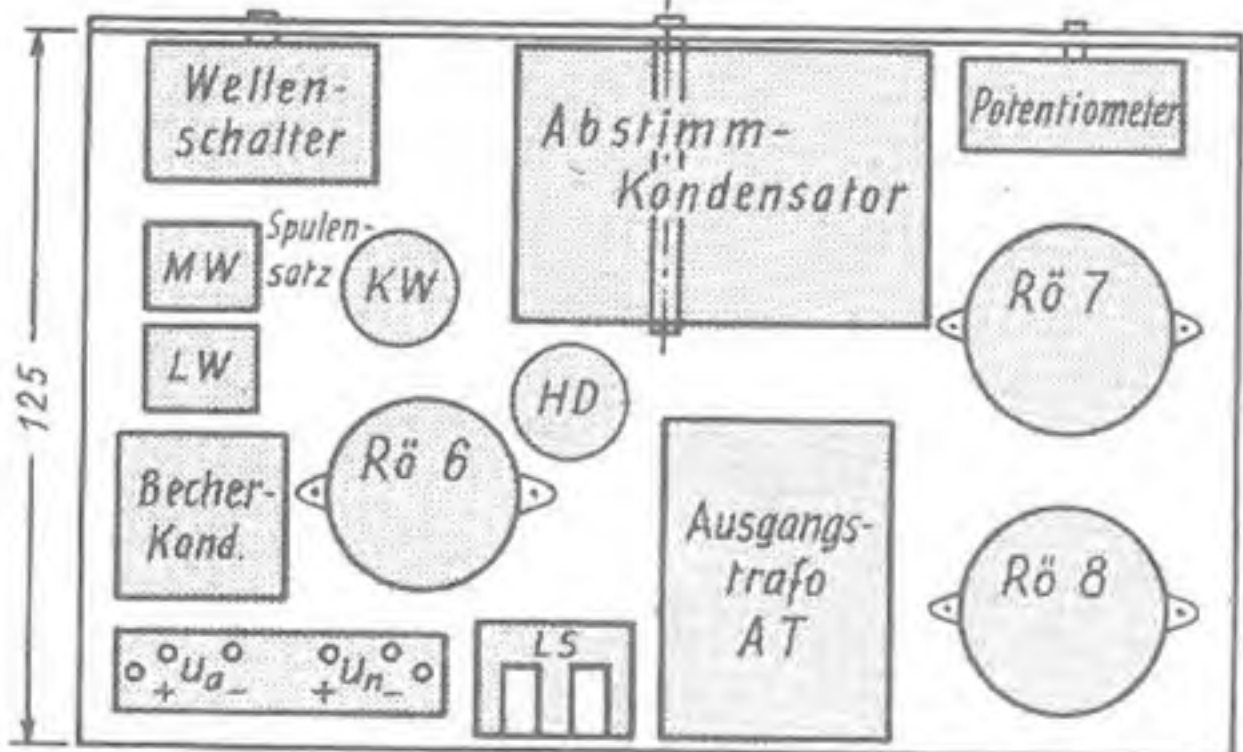 Wellen-
schalter
Abstimm-
Kondensator
Potentiometer
MW
Spulen-
satz
KW
Rö 7
LW
HD
Rö 6
Becher-
Kond.
Ausgangs-
trafo
AT
Rö 8
LS
+ Ua -
+ Un -
125